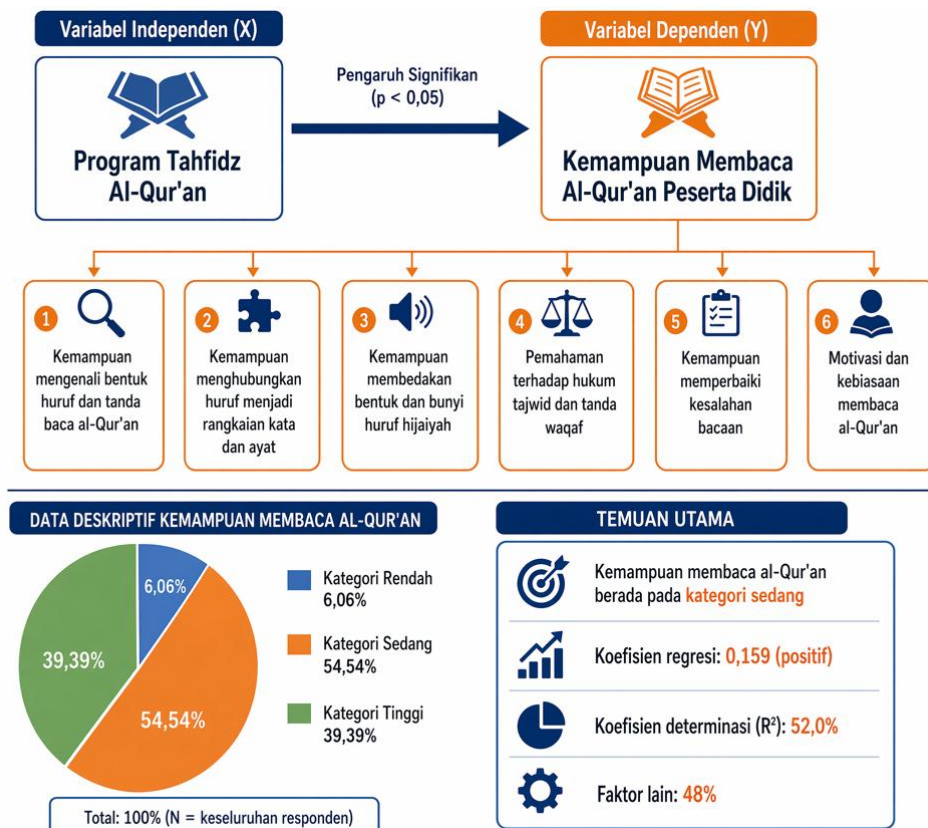 Variabel Independen (X)
Program Tahfidz
Al-Qur'an
Pengaruh Signifikan
(p < 0,05)
Variabel Dependen (Y)
Kemampuan Membaca
Al-Qur'an Peserta Didik
1
Kemampuan
mengenali bentuk
huruf dan tanda
baca al-Qur'an
2
Kemampuan
menghubungkan
huruf menjadi
rangkaian kata
dan ayat
3
Kemampuan
membedakan
bentuk dan bunyi
huruf hijaiyah
4
Pemahaman
terhadap hukum
tajwid dan tanda
waqaf
5
Kemampuan
memperbaiki
kesalahan
bacaan
6
Motivasi dan
kebiasaan
membaca
al-Qur'an
DATA DESKRIPTIF KEMAMPUAN MEMBACA AL-QUR'AN
6,06%
39,39%
54,54%
Kategori Rendah
6,06%
Kategori Sedang
54,54%
Kategori Tinggi
39,39%
Total: 100% (N = keseluruhan responden)
TEMUAN UTAMA
Kemampuan membaca al-Qur'an
berada pada kategori sedang
Koefisien regresi: 0,159 (positif)
Koefisien determinasi (R²): 52,0%
Faktor lain: 48%